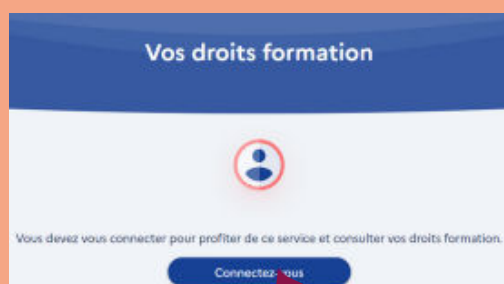 Vos droits formation
Vous devez vous connecter pour profiter de ce service et consulter vos droits formation.
Connectez-vous